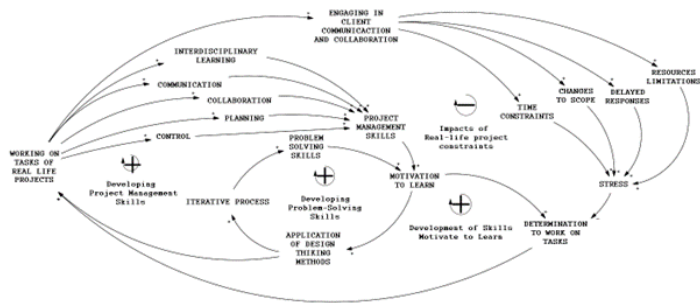 ENGAGING IN
CLIENT
COMMUNICACTION
AND COLLABORATION
INTERDISCIPLINARY
LEARNING
COMMUNICATION
COLLABORATION
PLANNING
CONTROL
PROJECT
MANAGEMENT
SKILLS
PROBLEM
SOLVING
SKILLS
WORKING ON
TASKS OF
REAL LIFE
PROJECTS
Developing
Project Management
Skills
ITERATIVE PROCESS
Developing
Problem-Solving
Skills
APPLICATION
OF DESIGN
THIKING
METHODS
MOTIVATION
TO LEARN
Development of Skills
Motivate to Learn
Impacts of
Real-life project
constraints
TIME
CONSTRAINTS
CHANGES
TO SCOPE
DELAYED
RESPONSES
RESOURCES
LIMITATIONS
STRESS
DETERMINATION
TO WORK ON
TASKS